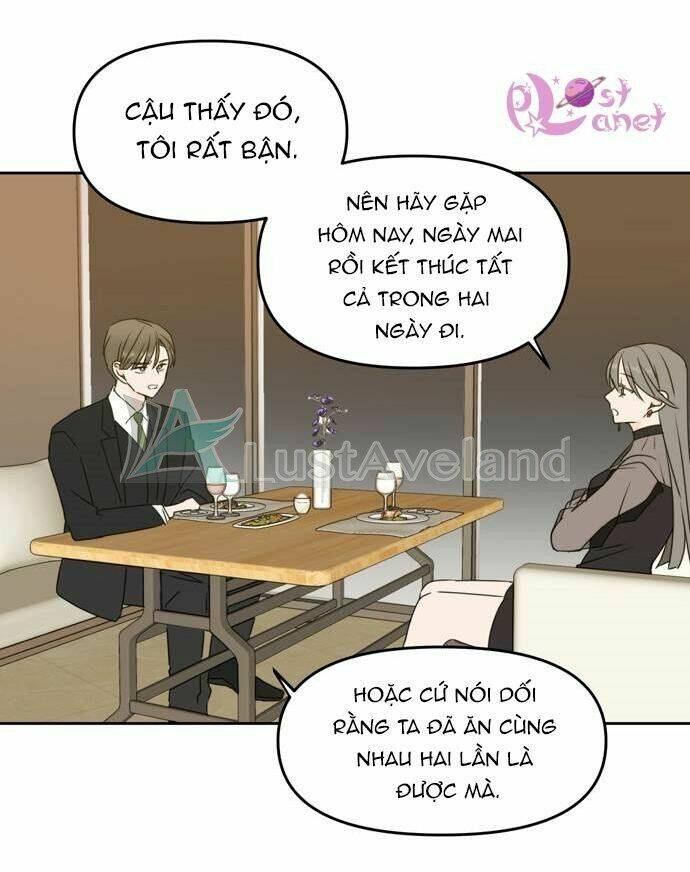 Post
Planet
CẬU THẤY ĐÓ,
TÔI RẤT BẬN.
NÊN HÃY GẶP
HÔM NAY, NGÀY MAI
RỒI KẾT THÚC TẤT
CẢ TRONG HAI
NGÀY ĐI.
LustAveland
HOẶC CỨ NÓI DỐI
RẰNG TA ĐÃ ĂN CÙNG
NHAU HAI LẦN LÀ
ĐƯỢC MÀ.